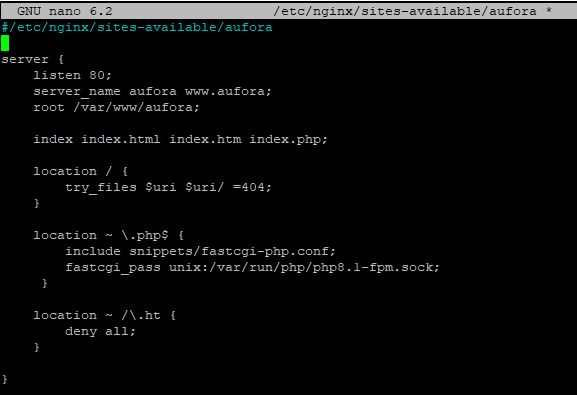 GNU nano 6.2 /etc/nginx/sites-available/aufora *
#/etc/nginx/sites-available/aufora
server {
listen 80;
server_name aufora www.aufora;
root /var/www/aufora;
index index.html index.htm index.php;
location / {
try_files $uri $uri/ =404;
}
location ~ \.php$ {
include snippets/fastcgi-php.conf;
fastcgi_pass unix:/var/run/php/php8.1-fpm.sock;
}
location ~ /\.ht {
deny all;
}
}